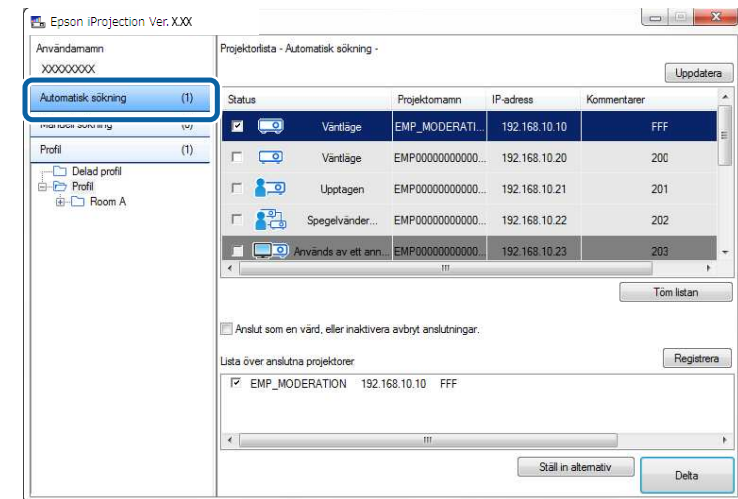 Epson iProjection Ver. X.XX
Användarnamn
XXXXXXXX
Automatisk sökning (1)
Manuell sökning (0)
Profil (1)
Delad profil
Profil
Room A
Projektorlista - Automatisk sökning -
Uppdatera
Status Projektornamn IP-adress Kommentarer
Väntläge EMP_MODERATI... 192.168.10.10 FFF
Väntläge EMP00000000000... 192.168.10.20 200
Upptagen EMP00000000000... 192.168.10.21 201
Spegelvänder... EMP00000000000... 192.168.10.22 202
Används av ett ann... EMP00000000000... 192.168.10.23 203
Töm listan
Anslut som en värd, eller inaktivera avbryt anslutningar.
Lista över anslutna projektorer
Registrera
EMP_MODERATION 192.168.10.10 FFF
Ställ in alternativ
Delta